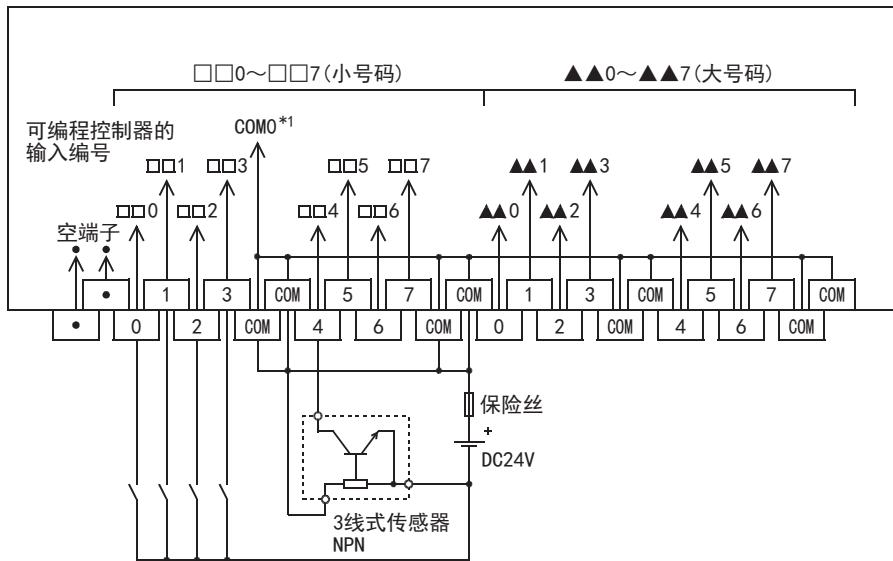 □□0～□□7(小号码)
▲▲0～▲▲7(大号码)
可编程控制器的
输入编号
COM0*1
□□1
□□3
□□5
□□7
▲▲1
▲▲3
▲▲5
▲▲7
□□0
□□2
□□4
□□6
▲▲0
▲▲2
▲▲4
▲▲6
空端子
• 1 3 COM 5 7 COM 1 3 COM 5 7 COM
• 0 2 COM 4 6 COM 0 2 COM 4 6 COM
保险丝
+
DC24V
3线式传感器
NPN